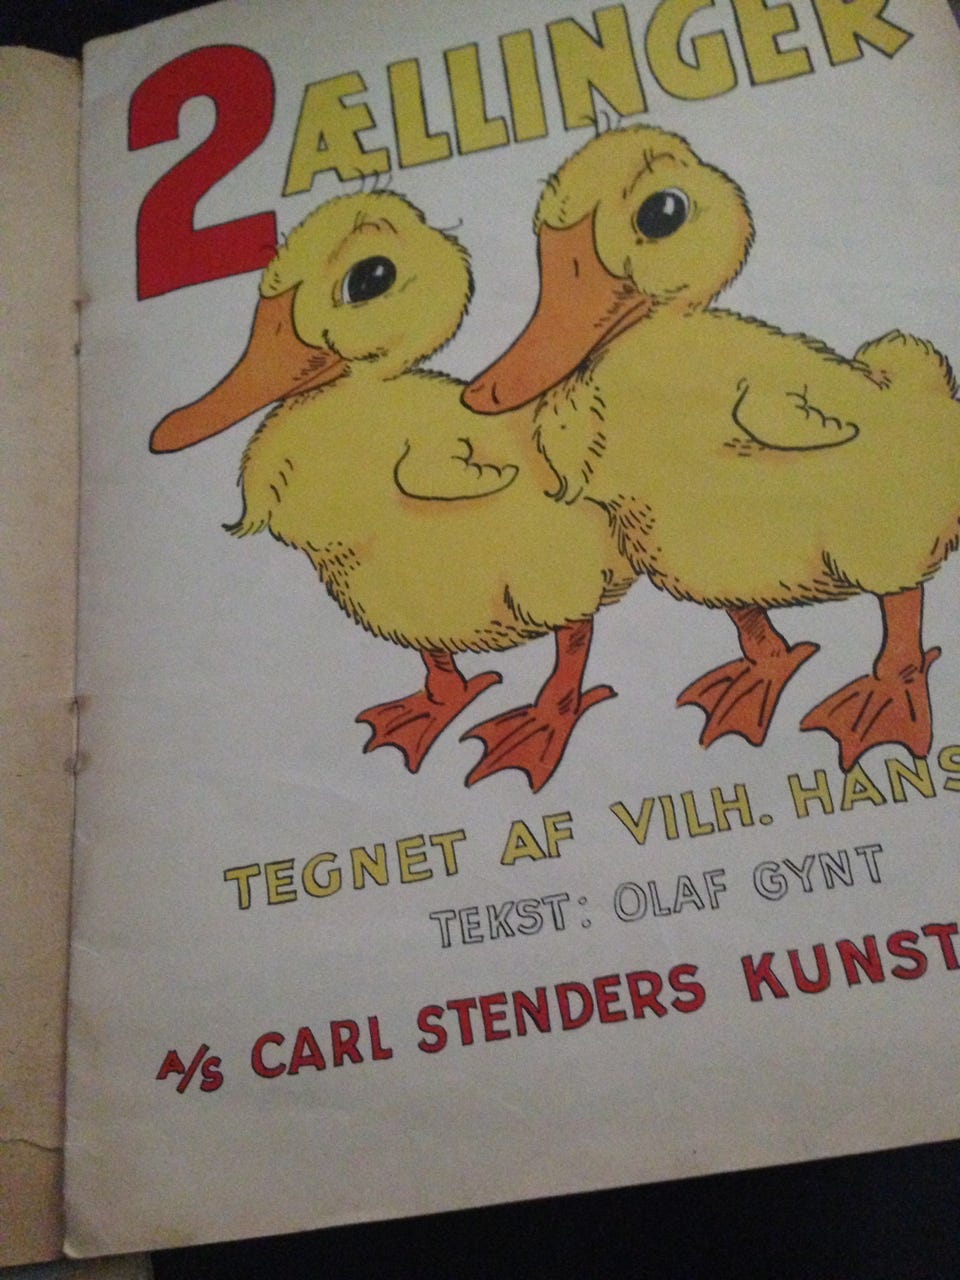 2 ÆLLINGER
TEGNET AF VILH. HANS
TEKST: OLAF GYNT
A/S CARL STENDERS KUNST